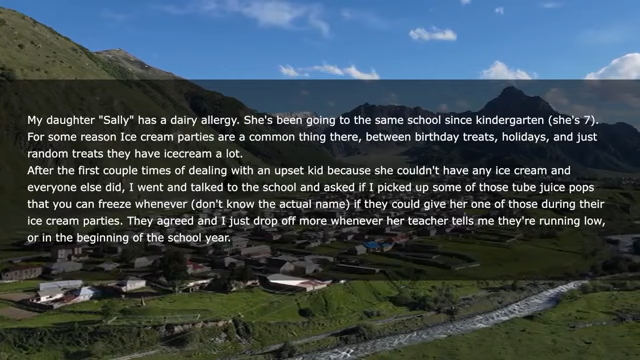 My daughter "Sally" has a dairy allergy. She's been going to the same school since kindergarten (she's 7).
For some reason Ice cream parties are a common thing there, between birthday treats, holidays, and just
random treats they have icecream a lot.
After the first couple times of dealing with an upset kid because she couldn't have any ice cream and
everyone else did, I went and talked to the school and asked if I picked up some of those tube juice pops
that you can freeze whenever (don't know the actual name) if they could give her one of those during their
ice cream parties. They agreed and I just drop off more whenever her teacher tells me they're running low,
or in the beginning of the school year.